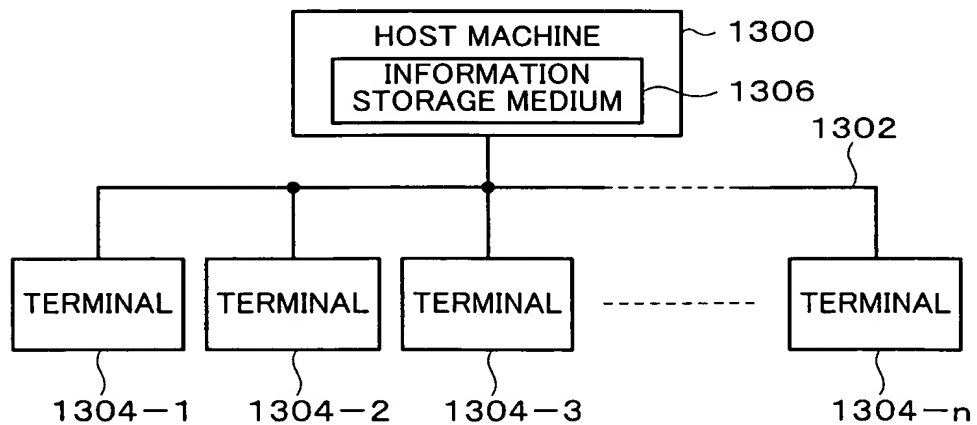 HOST MACHINE
1300
INFORMATION
STORAGE MEDIUM
1306
1302
TERMINAL
TERMINAL
TERMINAL
TERMINAL
1304-1
1304-2
1304-3
1304-n